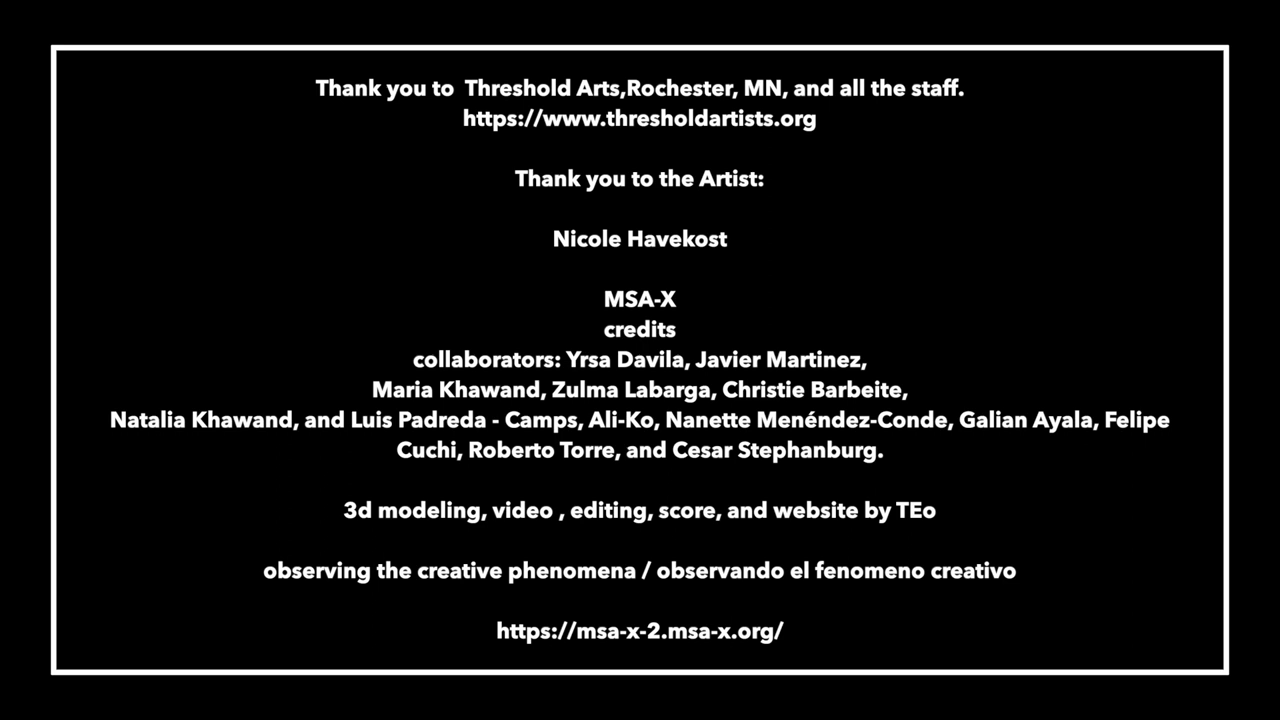 Thank you to  Threshold Arts,Rochester, MN, and all the staff.
https://www.thresholdartists.org
Thank you to the Artist:
Nicole Havekost
MSA-X
credits
collaborators: Yrsa Davila, Javier Martinez,
Maria Khawand, Zulma Labarga, Christie Barbeite,
Natalia Khawand, and Luis Padreda - Camps, Ali-Ko, Nanette Menéndez-Conde, Galian Ayala, Felipe
Cuchi, Roberto Torre, and Cesar Stephanburg.
3d modeling, video , editing, score, and website by TEo
observing the creative phenomena / observando el fenomeno creativo
https://msa-x-2.msa-x.org/